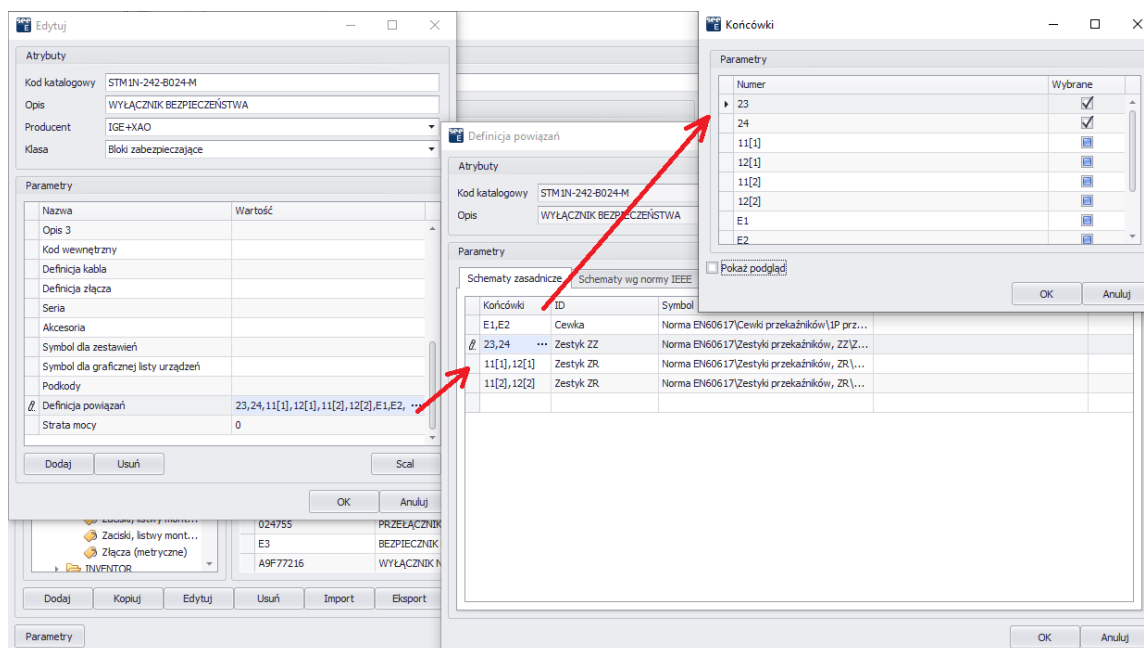 Edytuj
Atrybuty
Kod katalogowy STM1N-242-B024-M
Opis WYŁĄCZNIK BEZPIECZEŃSTWA
Producent IGE+XAO
Klasa Bloki zabezpieczające
Parametry
Nazwa Wartość
Opis 3
Kod wewnętrzny
Definicja kabla
Definicja złącza
Seria
Akcesoria
Symbol dla zestawień
Symbol dla graficznej listy urządzeń
Podkody
Definicja powiązań 23,24,11[1],12[1],11[2],12[2],E1,E2, ...
Strata mocy 0
Dodaj Usuń Scal
OK Anuluj
Zaciski, listwy mont...
Zaciski, listwy mont...
Złącza (metryczne)
INVENTOR
024755 PRZEŁĄCZNIK
E3 BEZPIECZNIK
A9F77216 WYŁĄCZNIK N
Dodaj Kopiuj Edytuj Usuń Import Eksport
Parametry
Definicja powiązań
Atrybuty
Kod katalogowy STM1N-242-B024-M
Opis WYŁĄCZNIK BEZPIECZEŃSTWA
Parametry
Schematy zasadnicze Schematy wg normy IEEE
Końcówki ID Symbol
E1,E2 Cewka Norma EN60617\Cewki przekaźników\1P prz...
23,24 ... Zestyk ZZ Norma EN60617\Zestyki przekaźników, ZZ\Z...
11[1],12[1] Zestyk ZR Norma EN60617\Zestyki przekaźników, ZR\...
11[2],12[2] Zestyk ZR Norma EN60617\Zestyki przekaźników, ZR\...
OK Anuluj
Końcówki
Parametry
Numer Wybrane
23
24
11[1]
12[1]
11[2]
12[2]
E1
E2
Pokaż podgląd
OK Anuluj